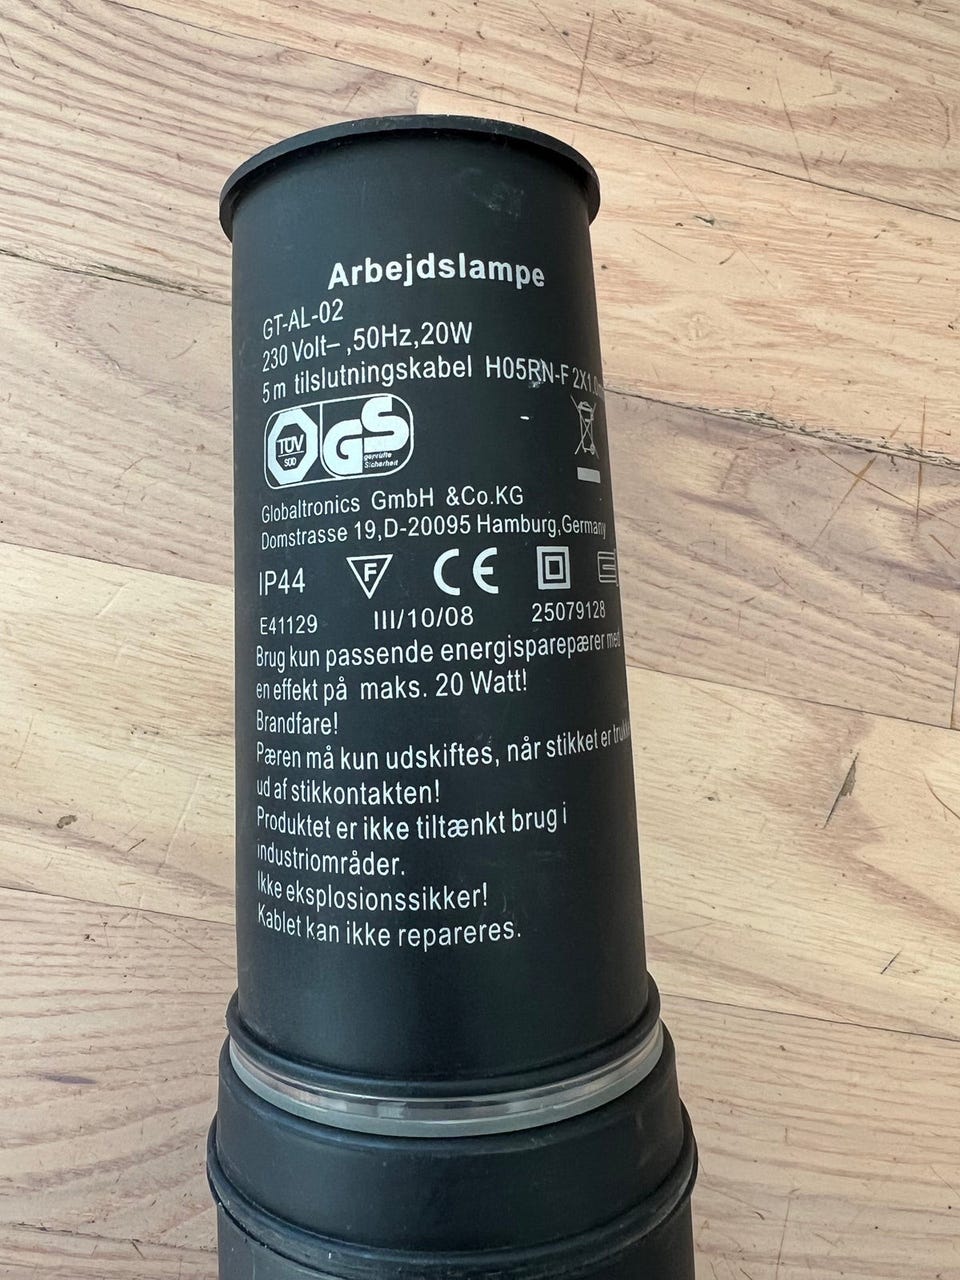 Arbejdslampe
GT-AL-02
230 Volt~ ,50Hz,20W
5 m tilslutningskabel H05RN-F 2X1.0
TÜV
SÜD
GS
geprüfte
Sicherheit
Globaltronics GmbH &Co.KG
Domstrasse 19,D-20095 Hamburg,Germany
IP44 F CE
E41129 III/10/08 25079128
Brug kun passende energisparepærer med
en effekt på maks. 20 Watt!
Brandfare!
Pæren må kun udskiftes, når stikket er
ud af stikkontakten!
Produktet er ikke tiltænkt brug i
industriområder.
Ikke eksplosionssikker!
Kablet kan ikke repareres.